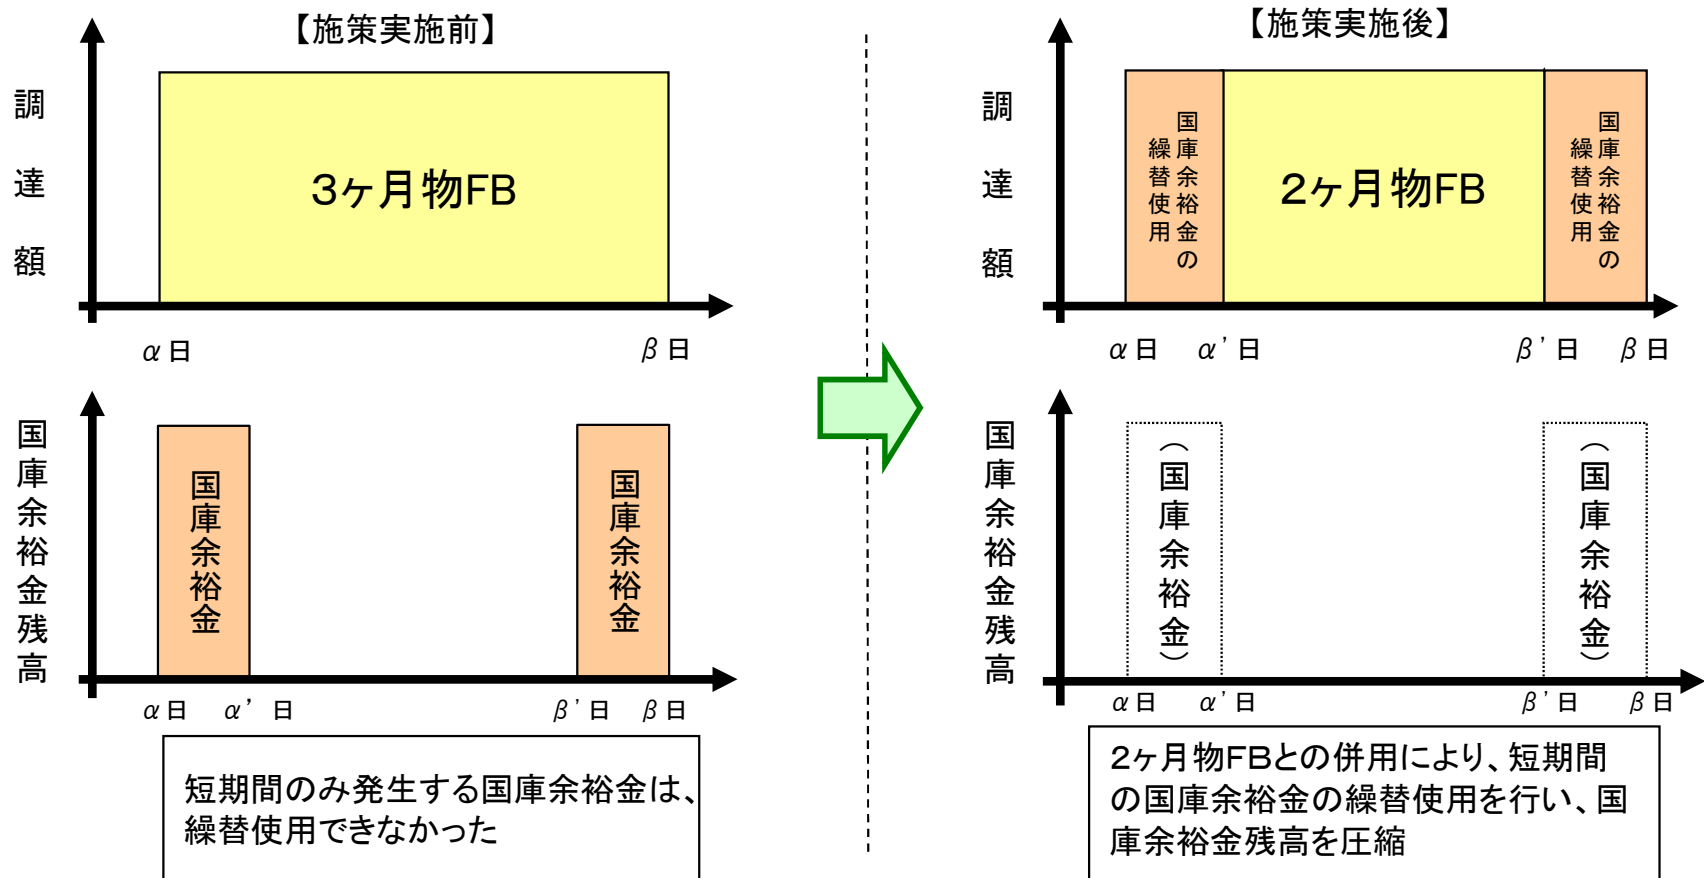 【施策実施前】
調達額
3ヶ月物FB
α日
β日
国庫余裕金残高
国庫余裕金
国庫余裕金
α日
α’日
β’日
β日
短期間のみ発生する国庫余裕金は、
繰替使用できなかった
【施策実施後】
調達額
国庫余裕金の
繰替使用
2ヶ月物FB
国庫余裕金の
繰替使用
α日
α’日
β’日
β日
国庫余裕金残高
（国庫余裕金）
（国庫余裕金）
α日
α’日
β’日
β日
2ヶ月物FBとの併用により、短期間
の国庫余裕金の繰替使用を行い、国
庫余裕金残高を圧縮